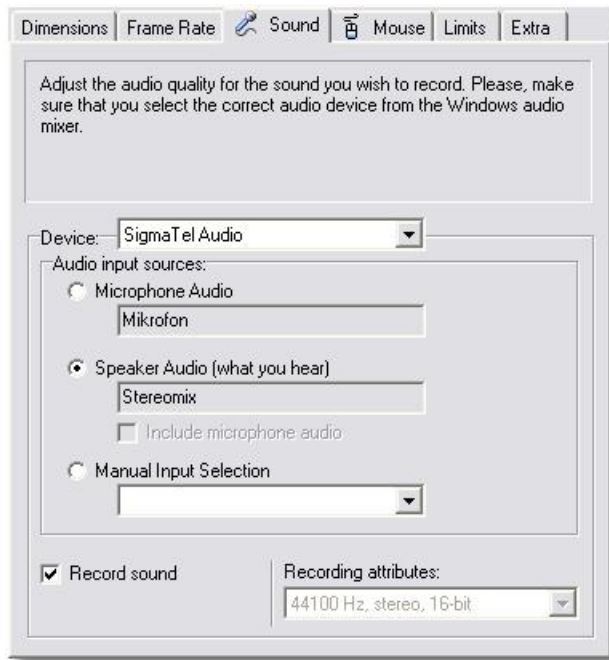 Dimensions Frame Rate Sound Mouse Limits Extra
Adjust the audio quality for the sound you wish to record. Please, make
sure that you select the correct audio device from the Windows audio
mixer.
Device: SigmaTel Audio
Audio input sources:
Microphone Audio
Mikrofon
Speaker Audio (what you hear)
Stereomix
Include microphone audio
Manual Input Selection
Record sound
Recording attributes:
44100 Hz, stereo, 16-bit